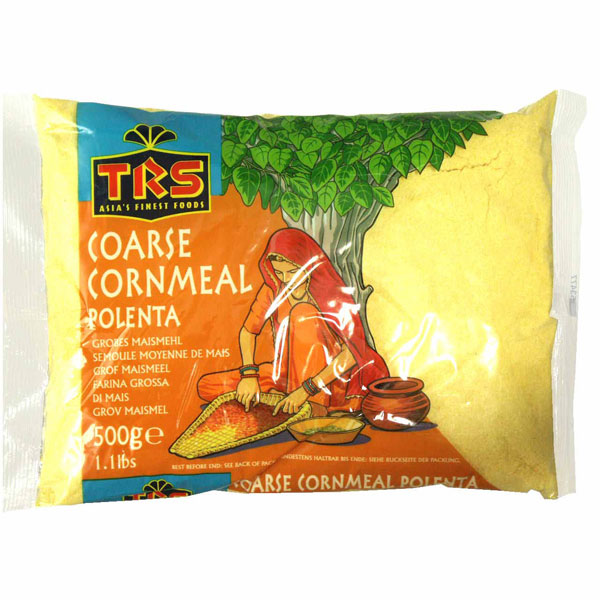 TRS
ASIA'S FINEST FOODS
COARSE
CORNMEAL
POLENTA
GROBES MAISMEHL
SEMOULE MOYENNE DE MAIS
GROF MAISMEEL
FARINA GROSSA
DI MAIS
GROV MAISMEL
500g e
1.1lbs
BEST BEFORE END: SEE BACK OF PACK MINDESTENS HALTBAR BIS ENDE: SIEHE RUCKSEITE DER PACKUNG.
COARSE CORNMEAL POLENTA